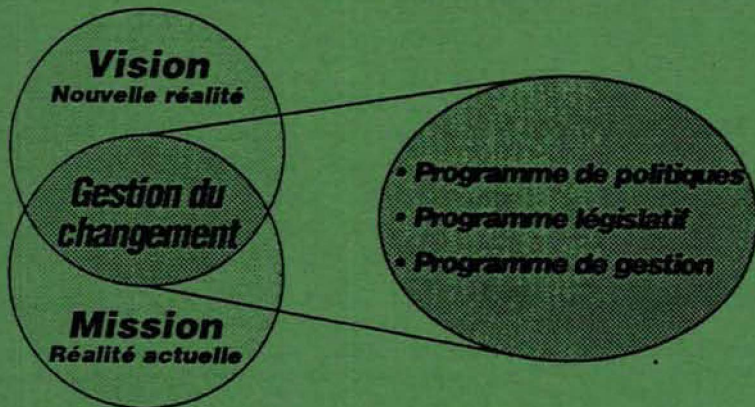 Vision
Nouvelle réalité
Gestion du
changement
Mission
Réalité actuelle
• Programme de politiques
• Programme législatif
• Programme de gestion